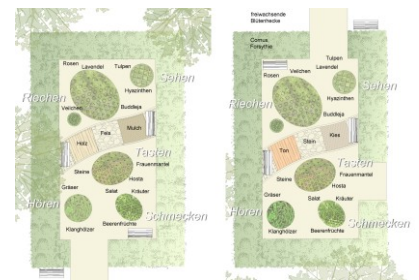 Rosen
Lavendel
Tulpen
Sehen
Hyazinthen
Riechen
Veilchen
Buddleja
Mulch
Fels
Holz
Tasten
Frauenmantel
Steine
Hosta
Gräser
Salat
Kräuter
Hören
Schmecken
Beerenfrüchte
Klanghölzer
freiwachsende
Blütenhecke
Cornus,
Forsythie
Tulpen
Lavendel
Veilchen
Rosen
Sehen
Hyazinthen
Riechen
Buddleja
Kies
Stein
Ton
Tasten
Frauenmantel
Steine
Hosta
Gräser
Salat
Kräuter
Hören
Schmecken
Beerenfrüchte
Klanghölzer